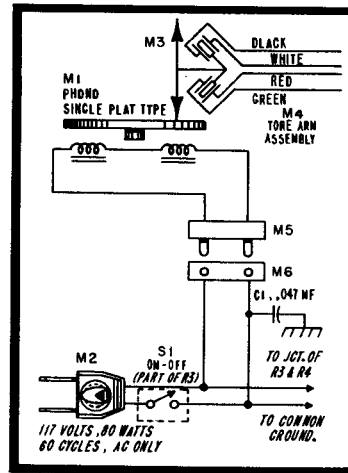 M3
DLACK
WHITE
RED
GREEN
M1
PHONO
SINGLE PLAT TYPE
M4
TORE ARM
ASSEMBLY
M5
M6
C1, .047 MF
S1
ON-OFF
(PART OF R3)
M2
TO JCT. OF
R3 & R4
TO COMMON
GROUND.
117 VOLTS, 80 WATTS
60 CYCLES, AC ONLY